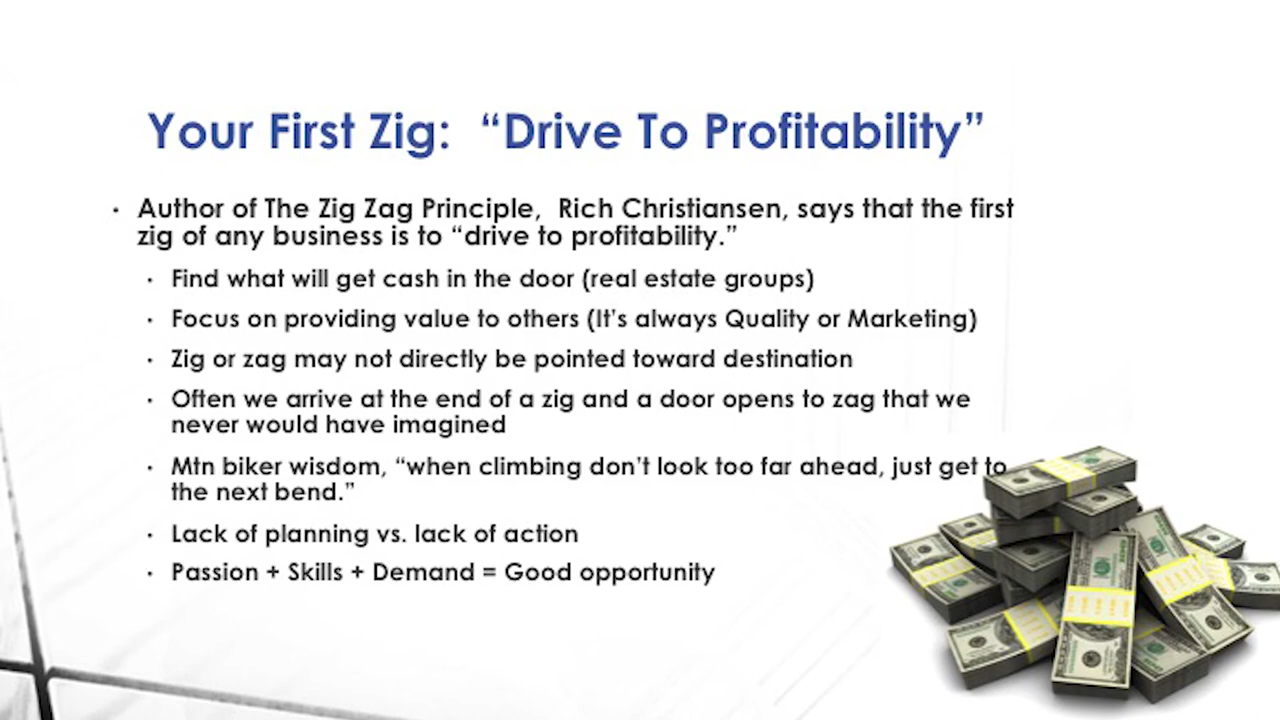 Your First Zig:  “Drive To Profitability”
· Author of The Zig Zag Principle,  Rich Christiansen, says that the first
zig of any business is to “drive to profitability.”
· Find what will get cash in the door (real estate groups)
· Focus on providing value to others (It’s always Quality or Marketing)
· Zig or zag may not directly be pointed toward destination
· Often we arrive at the end of a zig and a door opens to zag that we
never would have imagined
· Mtn biker wisdom, “when climbing don’t look too far ahead, just get to
the next bend.”
· Lack of planning vs. lack of action
· Passion + Skills + Demand = Good opportunity